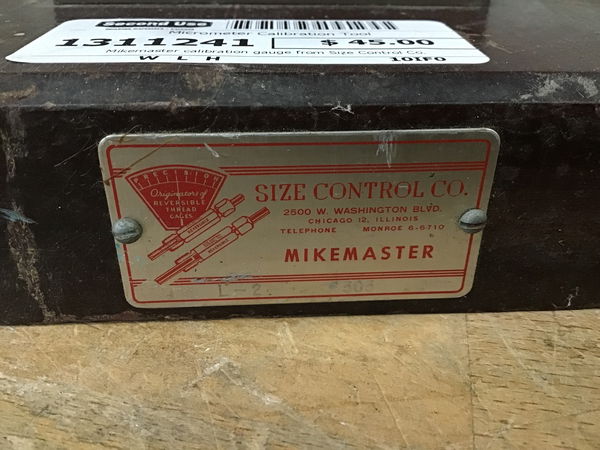 Second Use
Micrometer Calibration Tool
1311241 $ 45.00
Mikemaster calibration gauge from Size Control Co.
W L H 10IF0
PRECISION
Originators of
REVERSIBLE
THREAD
GAGES
SIZE CONTROL CO.
2500 W. WASHINGTON BLVD.
CHICAGO 12, ILLINOIS
TELEPHONE MONROE 6-6710
MIKEMASTER
L-2